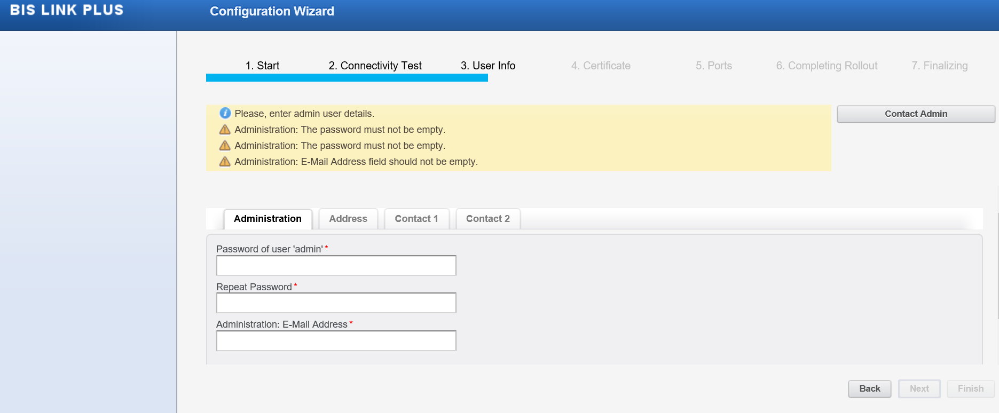 BIS LINK PLUS
Configuration Wizard
1. Start
2. Connectivity Test
3. User Info
4. Certificate
5. Ports
6. Completing Rollout
7. Finalizing
Please, enter admin user details.
Administration: The password must not be empty.
Administration: The password must not be empty.
Administration: E-Mail Address field should not be empty.
Contact Admin
Administration
Address
Contact 1
Contact 2
Password of user 'admin' *
Repeat Password *
Administration: E-Mail Address *
Back
Next
Finish